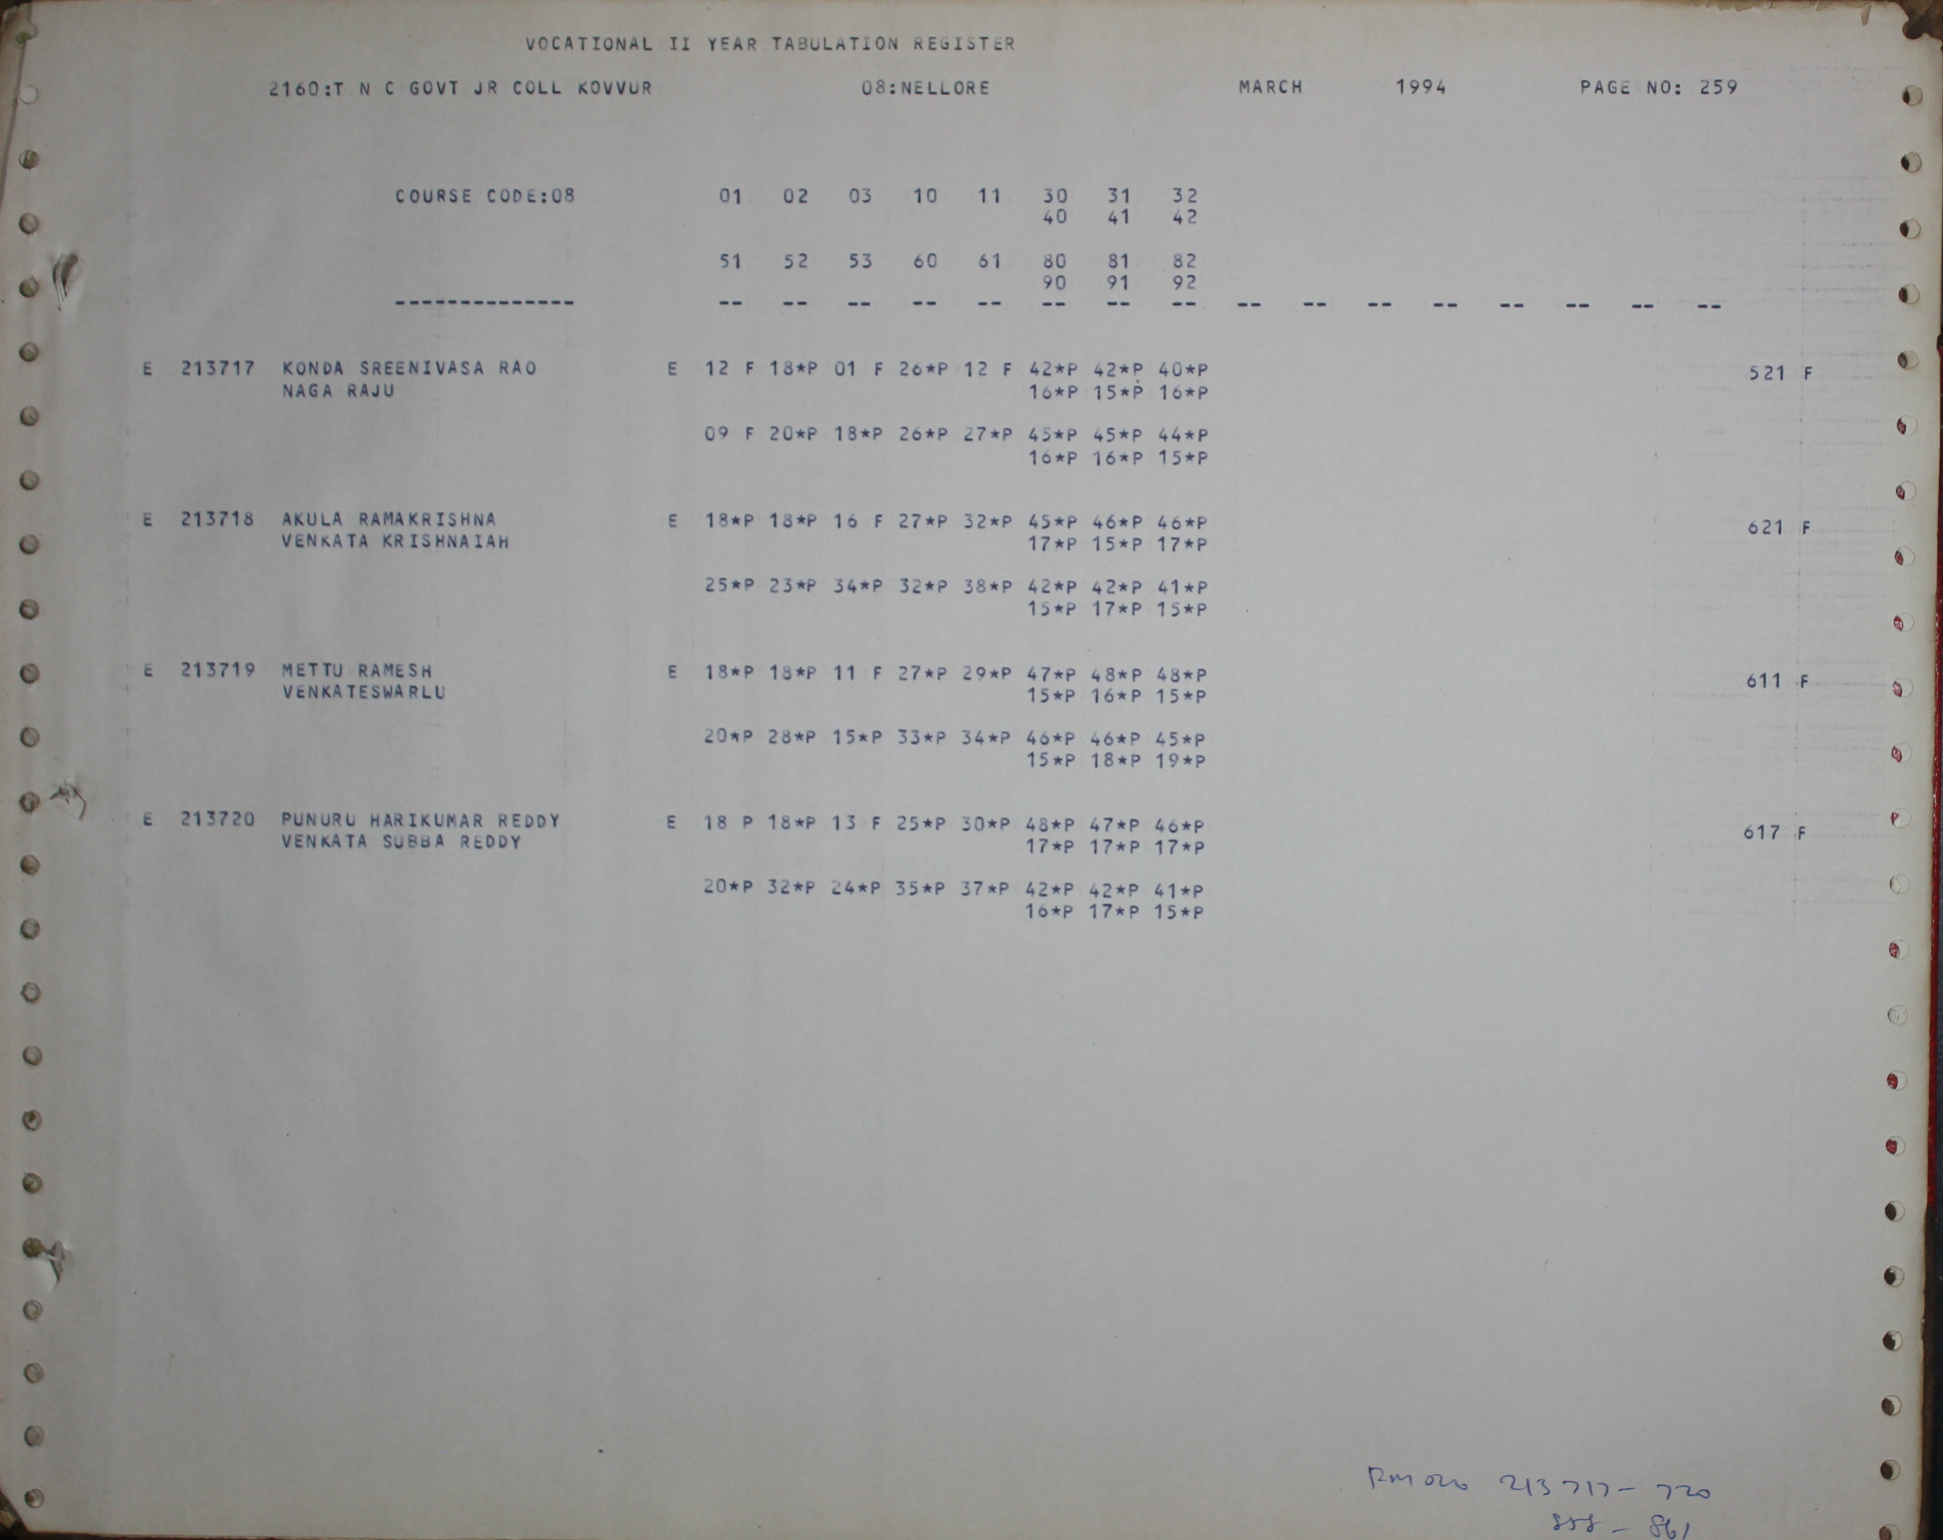 VOCATIONAL II YEAR TABULATION REGISTER
2160:T N C GOVT JR COLL KOVVUR 08:NELLORE MARCH 1994 PAGE NO: 259
COURSE CODE:08 01 02 03 10 11 30 31 32
40 41 42
51 52 53 60 61 80 81 82
90 91 92
-------------- -- -- -- -- -- -- -- -- -- -- -- -- -- -- -- --
E 213717 KONDA SREENIVASA RAO E 12 F 18*P 01 F 26*P 12 F 42*P 42*P 40*P 521 F
NAGA RAJU 16*P 15*P 16*P
09 F 20*P 18*P 26*P 27*P 45*P 45*P 44*P
16*P 16*P 15*P
E 213718 AKULA RAMAKRISHNA E 18*P 18*P 16 F 27*P 32*P 45*P 46*P 46*P 621 F
VENKATA KRISHNAIAH 17*P 15*P 17*P
25*P 23*P 34*P 32*P 38*P 42*P 42*P 41*P
15*P 17*P 15*P
E 213719 METTU RAMESH E 18*P 18*P 11 F 27*P 29*P 47*P 48*P 48*P 611 F
VENKATESWARLU 15*P 16*P 15*P
20*P 28*P 15*P 33*P 34*P 46*P 46*P 45*P
15*P 18*P 19*P
E 213720 PUNURU HARIKUMAR REDDY E 18 P 18*P 13 F 25*P 30*P 48*P 47*P 46*P 617 F
VENKATA SUBBA REDDY 17*P 17*P 17*P
20*P 32*P 24*P 35*P 37*P 42*P 42*P 41*P
16*P 17*P 15*P
213717-720
858-861